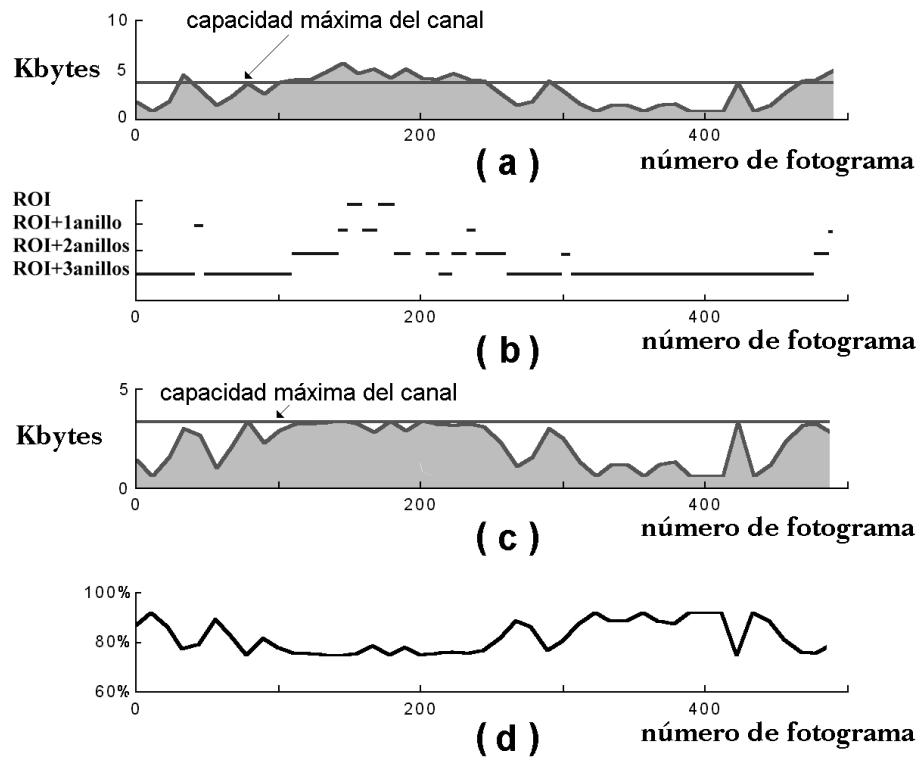 capacidad máxima del canal
10
Kbytes
5
0
0
200
400
( a )
número de fotograma
ROI
ROI+1anillo
ROI+2anillos
ROI+3anillos
0
200
400
( b )
número de fotograma
5
capacidad máxima del canal
Kbytes
0
0
200
400
( c )
número de fotograma
100%
80%
60%
0
200
400
( d )
número de fotograma